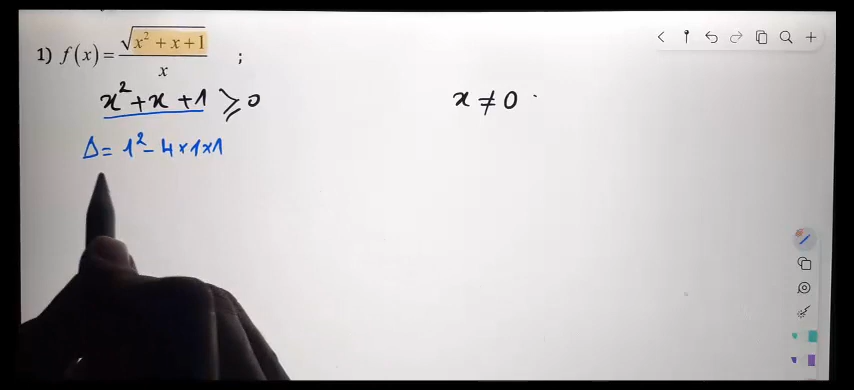 1) f(x) = √(x² + x + 1) / x ;
x² + x + 1 ⩾ 0 x ≠ 0
Δ = 1² - 4 × 1 × 1